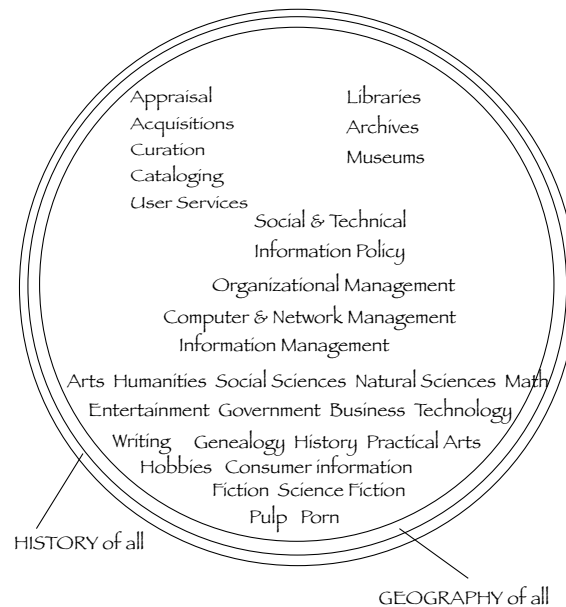 Appraisal
Acquisitions
Curation
Cataloging
User Services
Libraries
Archives
Museums
Social & Technical
Information Policy
Organizational Management
Computer & Network Management
Information Management
Arts Humanities Social Sciences Natural Sciences Math
Entertainment Government Business Technology
Writing Genealogy History Practical Arts
Hobbies Consumer information
Fiction Science Fiction
Pulp Porn
HISTORY of all
GEOGRAPHY of all